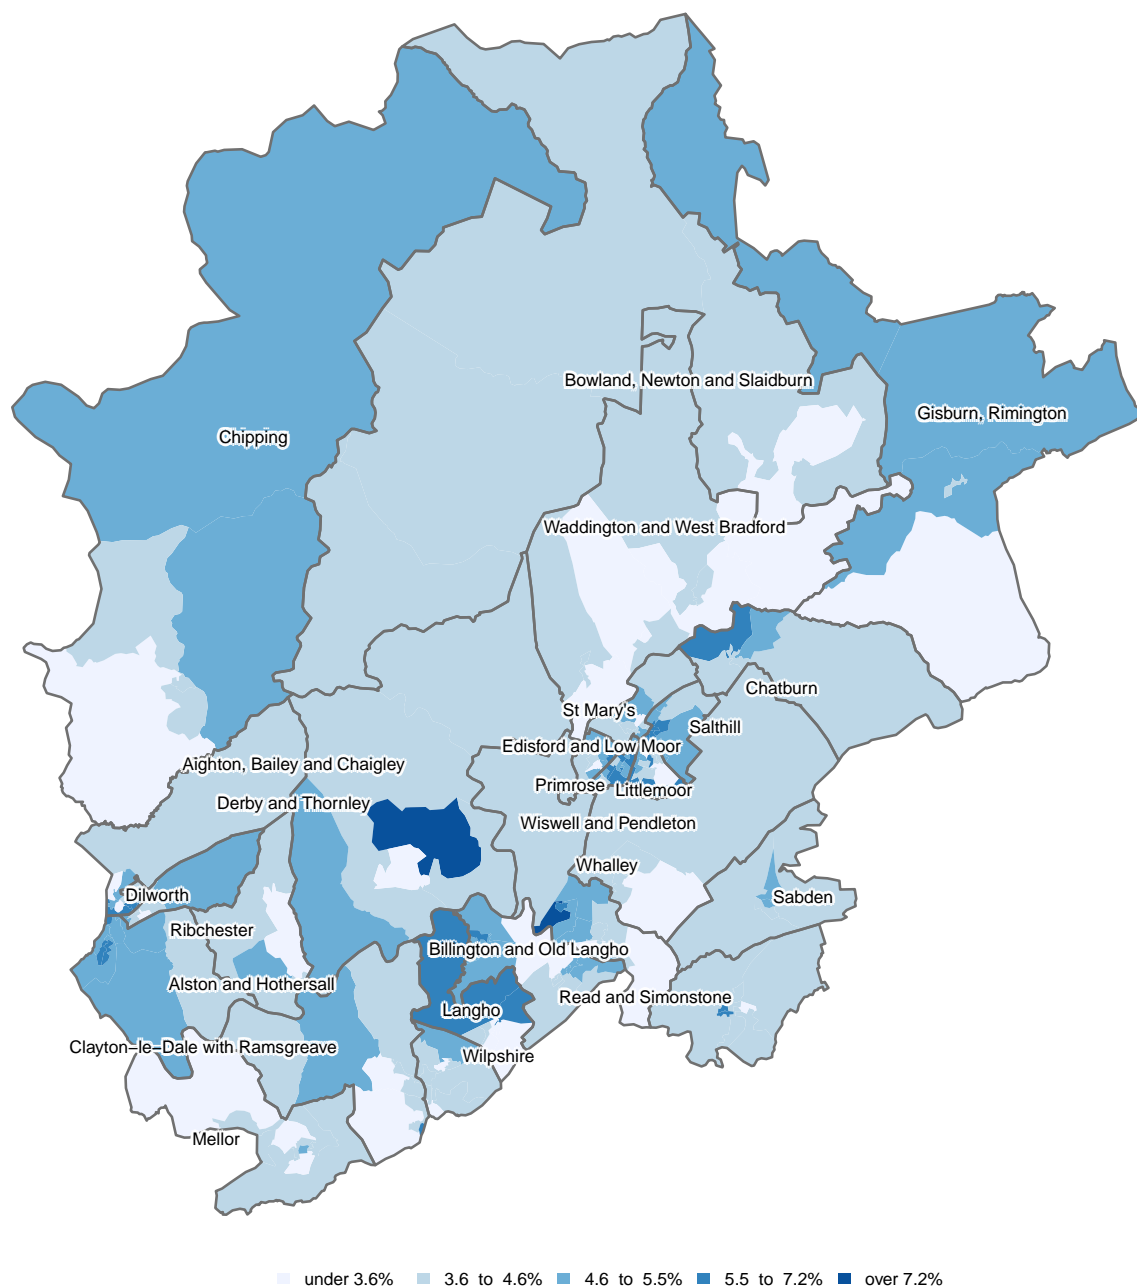 Bowland, Newton and Slaidburn
Gisburn, Rimington
Chipping
Waddington and West Bradford
Chatburn
St Mary's
Salthill
Edisford and Low Moor
Aighton, Bailey and Chaigley
Primrose
Littlemoor
Derby and Thornley
Wiswell and Pendleton
Whalley
Dilworth
Sabden
Ribchester
Billington and Old Langho
Alston and Hothersall
Read and Simonstone
Langho
Clayton−le−Dale with Ramsgreave
Wilpshire
Mellor
under 3.6% 3.6 to 4.6% 4.6 to 5.5% 5.5 to 7.2% over 7.2%